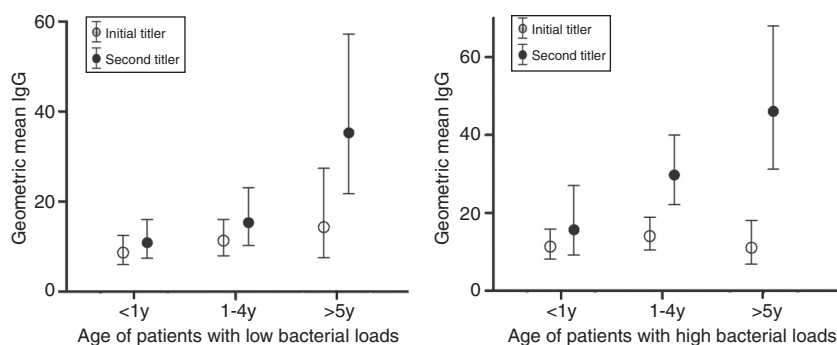 Geometric mean IgG
60
40
20
0
Initial titler
Second titler
<1y
1-4y
>5y
Age of patients with low bacterial loads
Geometric mean IgG
60
40
20
0
Initial titler
Second titler
<1y
1-4y
>5y
Age of patients with high bacterial loads